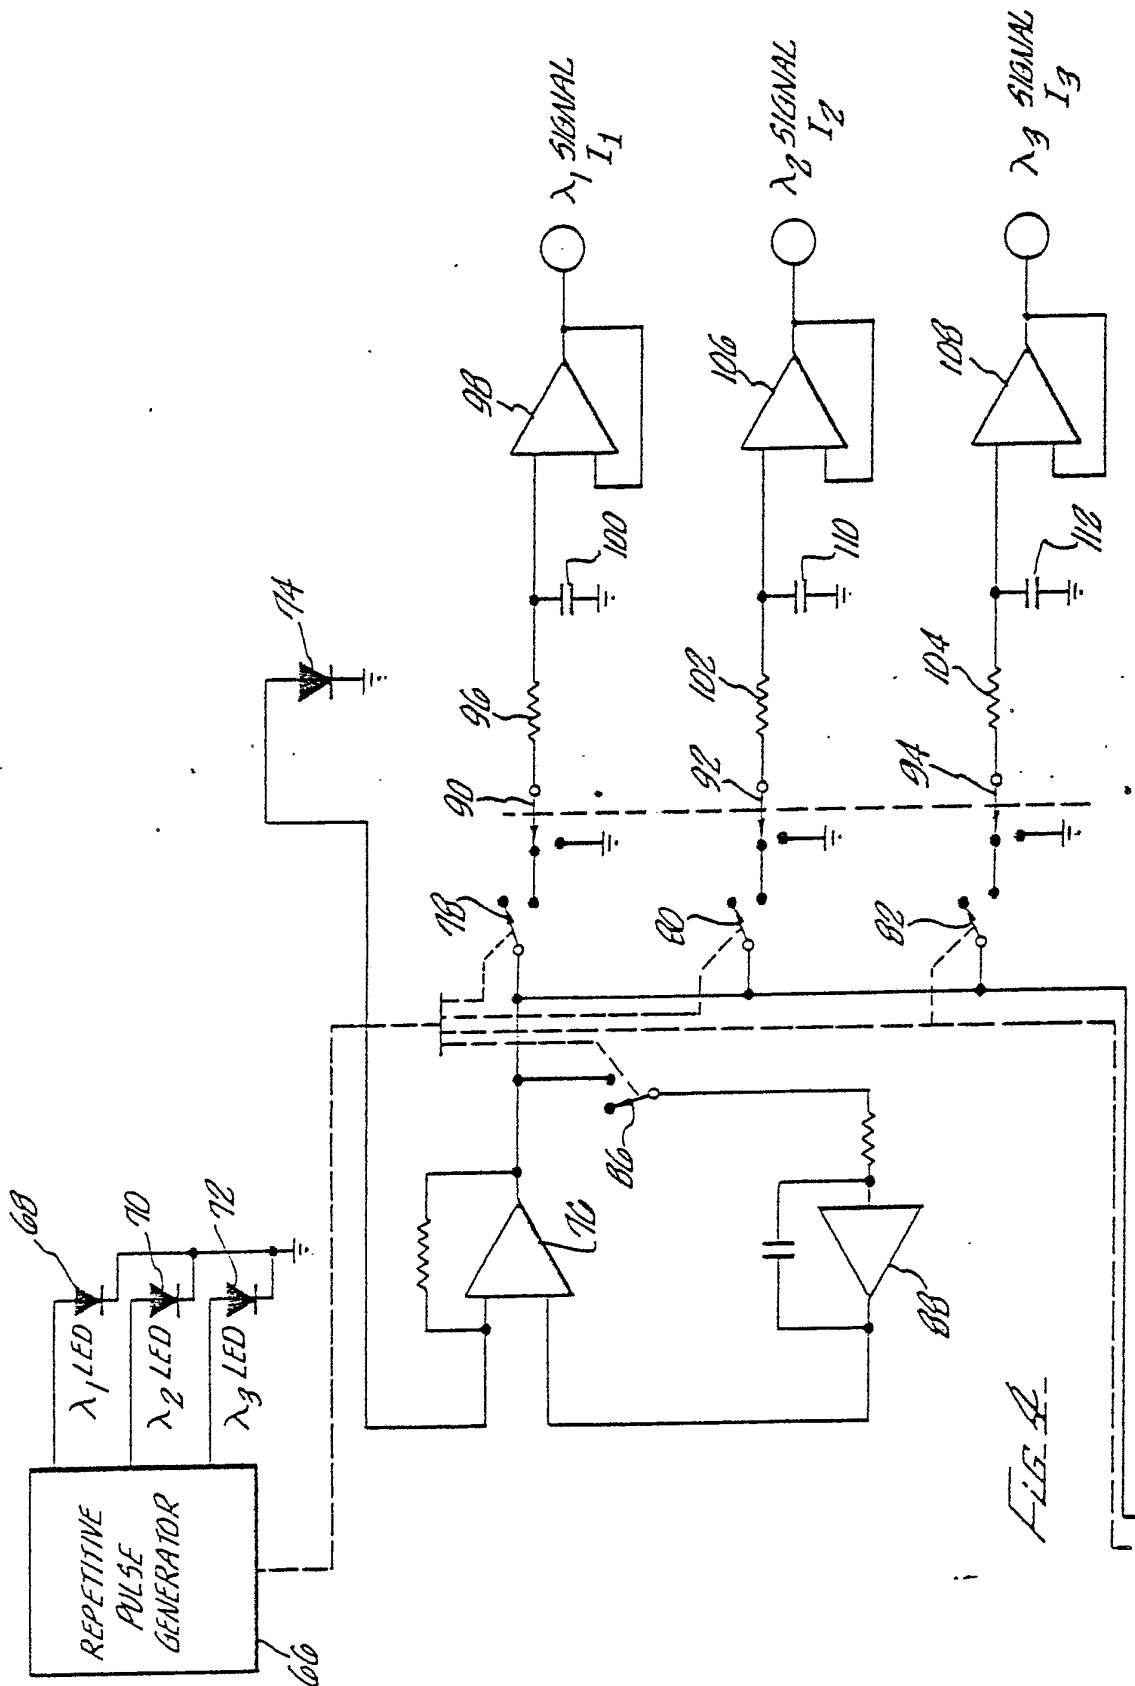 REPETITIVE
PULSE
GENERATOR
66
λ1 LED
68
λ2 LED
70
λ3 LED
72
74
76
86
88
78
80
82
90
92
94
96
102
104
100
110
112
98
106
108
λ1 SIGNAL
I1
λ2 SIGNAL
I2
λ3 SIGNAL
I3
FIG. 4